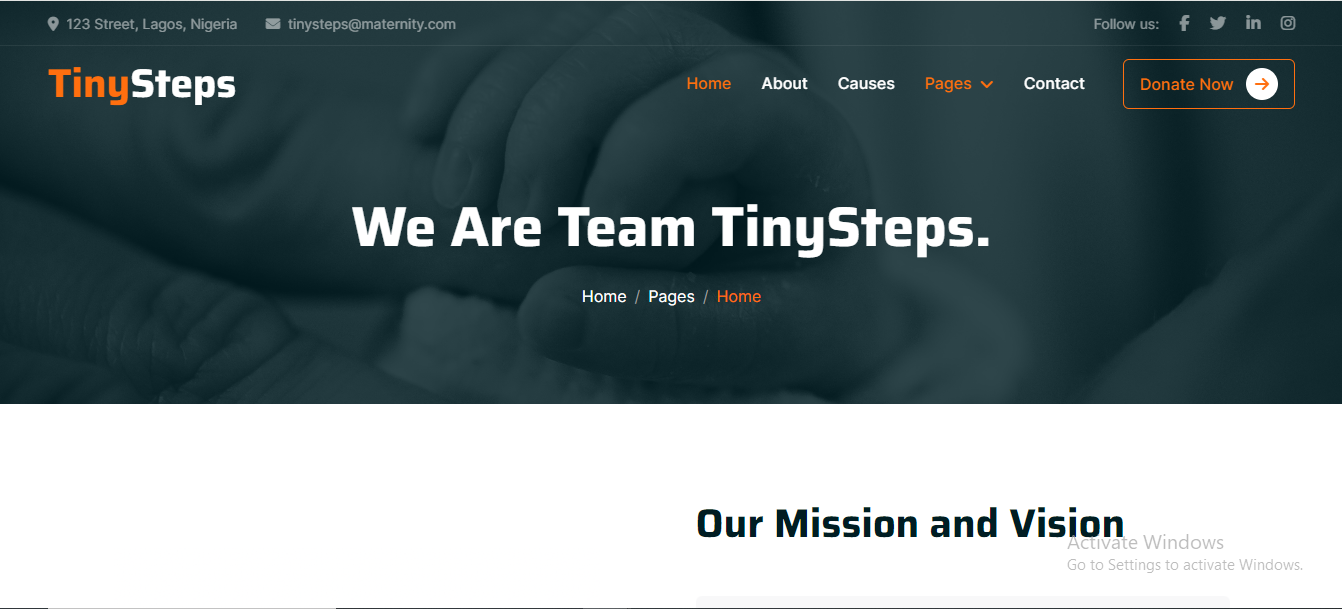 123 Street, Lagos, Nigeria tinysteps@maternity.com Follow us:
TinySteps Home About Causes Pages Contact Donate Now
We Are Team TinySteps.
Home / Pages / Home
Our Mission and Vision
Activate Windows
Go to Settings to activate Windows.